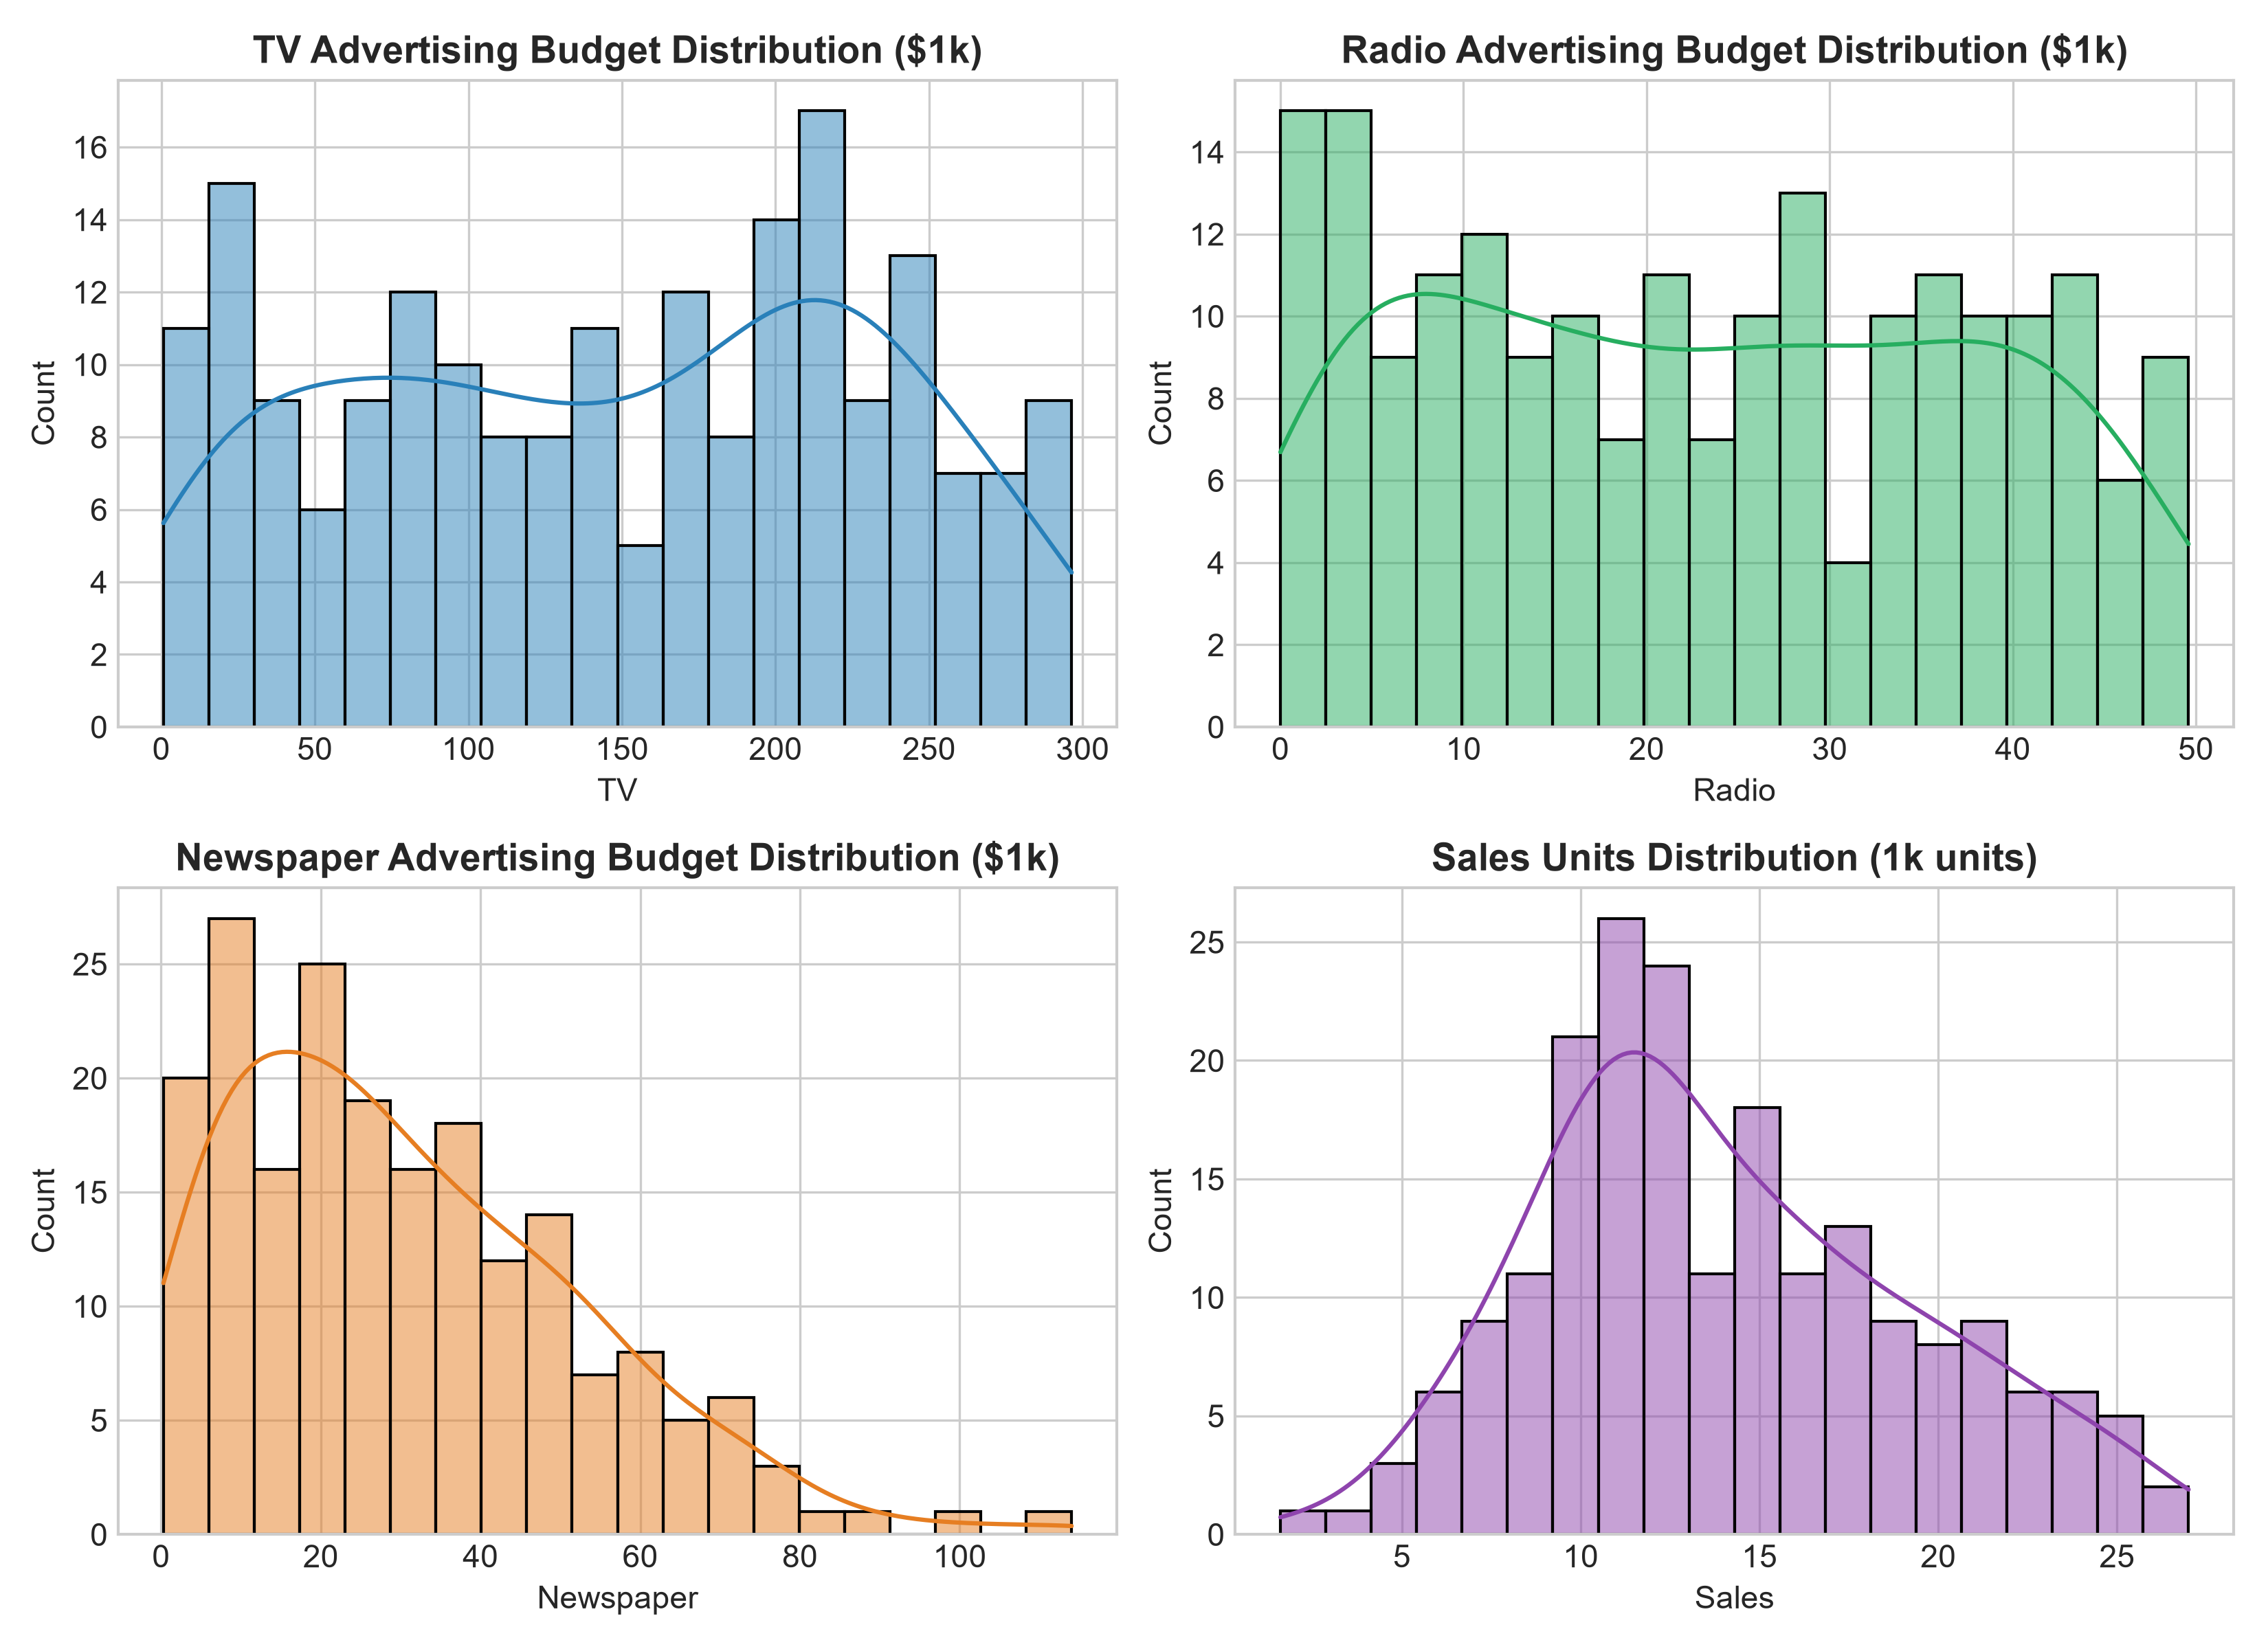 TV Advertising Budget Distribution ($1k)
Count
16
14
12
10
8
6
4
2
0
0 50 100 150 200 250 300
TV
Radio Advertising Budget Distribution ($1k)
Count
14
12
10
8
6
4
2
0
0 10 20 30 40 50
Radio
Newspaper Advertising Budget Distribution ($1k)
Count
25
20
15
10
5
0
0 20 40 60 80 100
Newspaper
Sales Units Distribution (1k units)
Count
25
20
15
10
5
0
5 10 15 20 25
Sales